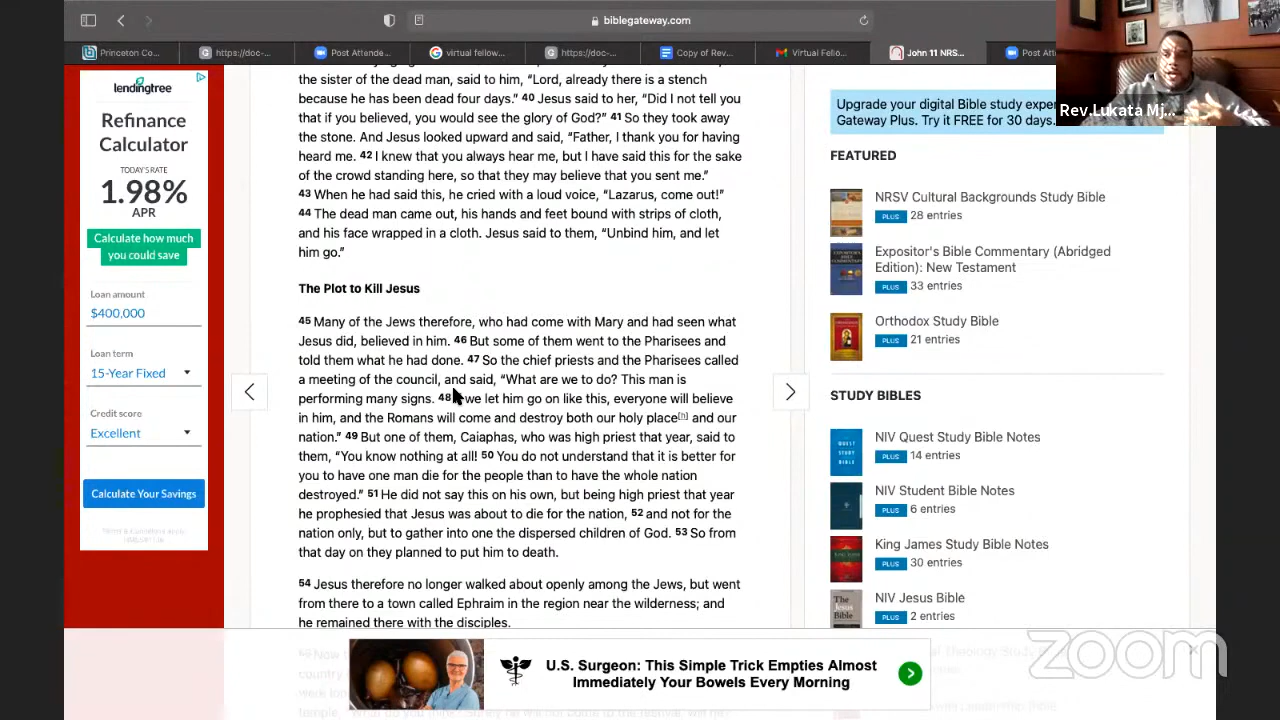 biblegateway.com
Princeton Co...
https://doc-...
Post Attende...
virtual fellow...
https://doc-...
Copy of Rev...
Virtual Fello...
John 11 NRS...
Post Att
Rev.Lukata Mj...
lendingtree
Refinance
Calculator
TODAY'S RATE
1.98%
APR
Calculate how much
you could save
Loan amount
$400,000
Loan term
15-Year Fixed
Credit score
Excellent
Calculate Your Savings
the sister of the dead man, said to him, “Lord, already there is a stench
because he has been dead four days.” 40 Jesus said to her, “Did I not tell you
that if you believed, you would see the glory of God?” 41 So they took away
the stone. And Jesus looked upward and said, “Father, I thank you for having
heard me. 42 I knew that you always hear me, but I have said this for the sake
of the crowd standing here, so that they may believe that you sent me.”
43 When he had said this, he cried with a loud voice, “Lazarus, come out!”
44 The dead man came out, his hands and feet bound with strips of cloth,
and his face wrapped in a cloth. Jesus said to them, “Unbind him, and let
him go.”
The Plot to Kill Jesus
45 Many of the Jews therefore, who had come with Mary and had seen what
Jesus did, believed in him. 46 But some of them went to the Pharisees and
told them what he had done. 47 So the chief priests and the Pharisees called
a meeting of the council, and said, “What are we to do? This man is
performing many signs. 48 we let him go on like this, everyone will believe
in him, and the Romans will come and destroy both our holy place[h] and our
nation.” 49 But one of them, Caiaphas, who was high priest that year, said to
them, “You know nothing at all! 50 You do not understand that it is better for
you to have one man die for the people than to have the whole nation
destroyed.” 51 He did not say this on his own, but being high priest that year
he prophesied that Jesus was about to die for the nation, 52 and not for the
nation only, but to gather into one the dispersed children of God. 53 So from
that day on they planned to put him to death.
54 Jesus therefore no longer walked about openly among the Jews, but went
from there to a town called Ephraim in the region near the wilderness; and
he remained there with the disciples.
Upgrade your digital Bible study
Gateway Plus. Try it FREE for 30 days.
FEATURED
NRSV Cultural Backgrounds Study Bible
PLUS 28 entries
Expositor's Bible Commentary (Abridged
Edition): New Testament
PLUS 33 entries
Orthodox Study Bible
PLUS 21 entries
STUDY BIBLES
NIV Quest Study Bible Notes
PLUS 14 entries
NIV Student Bible Notes
PLUS 6 entries
King James Study Bible Notes
PLUS 30 entries
NIV Jesus Bible
PLUS 2 entries
U.S. Surgeon: This Simple Trick Empties Almost
Immediately Your Bowels Every Morning
zoom